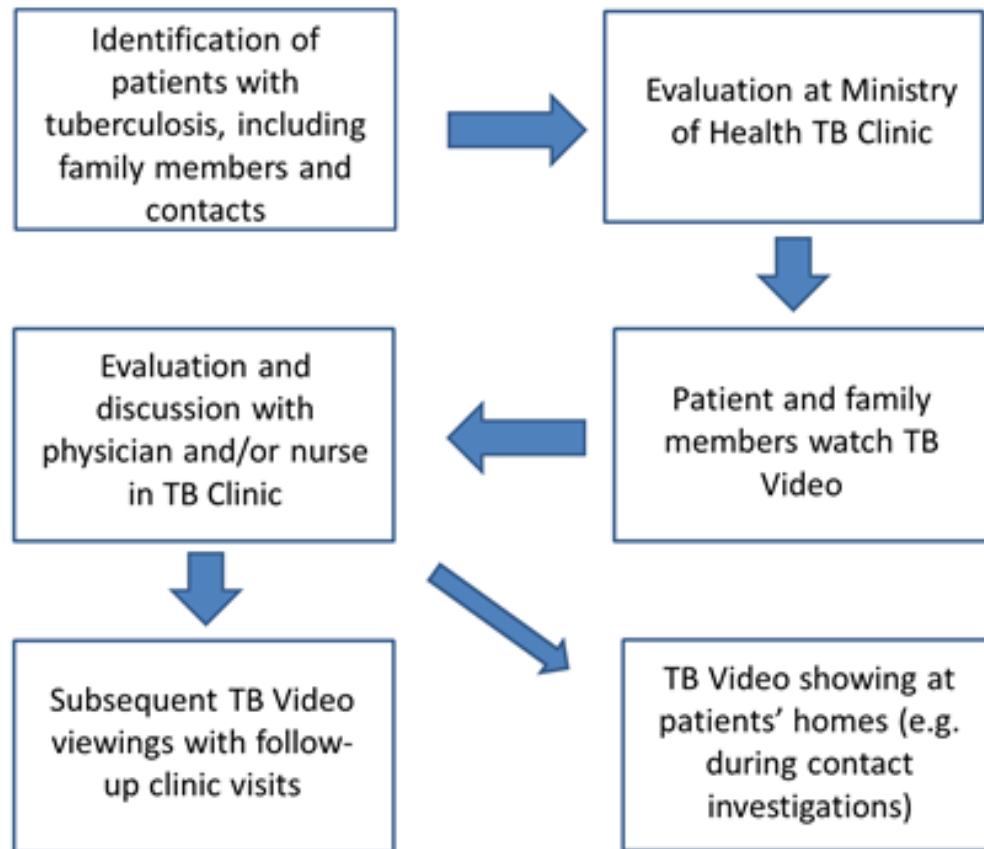 Identification of
patients with
tuberculosis, including
family members and
contacts
Evaluation at Ministry
of Health TB Clinic
Patient and family
members watch TB
Video
Evaluation and
discussion with
physician and/or nurse
in TB Clinic
Subsequent TB Video
viewings with follow-
up clinic visits
TB Video showing at
patients’ homes (e.g.
during contact
investigations)